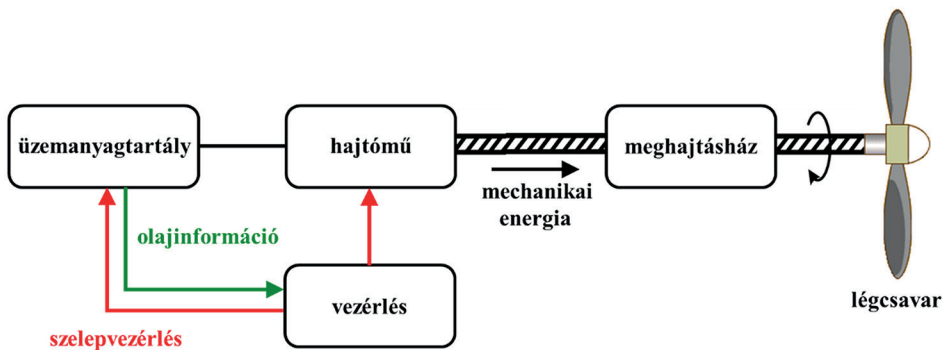 üzemanyagtartály
hajtómű
meghajtásház
mechanikai
energia
olajinformáció
vezérlés
légcsavar
szelepvezérlés